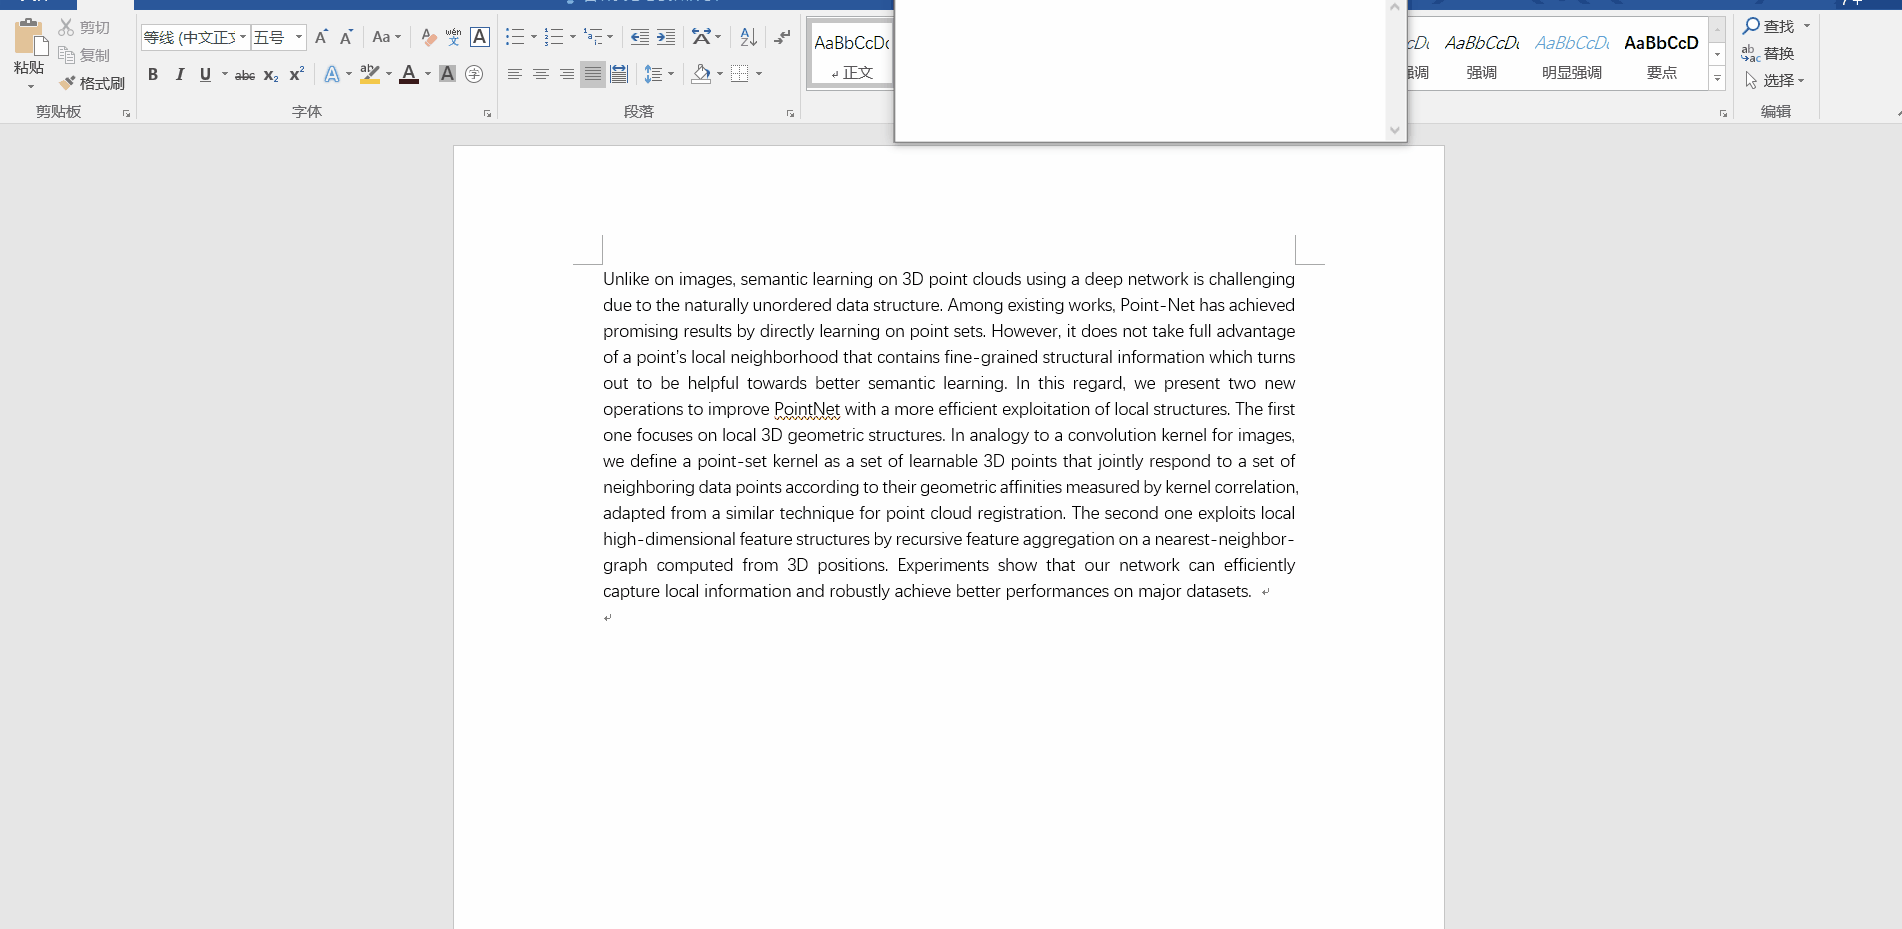 剪切
复制
粘贴
格式刷
剪贴板
等线 (中文正文
五号
Aa
wén
文
A
B I U abc X₂ X² A ab A A 字
字体
A Z
段落
AaBbCcDc
正文
cDc
强调
AaBbCcDc
强调
AaBbCcDc
明显强调
AaBbCcD
要点
查找
替换
选择
编辑
Unlike on images, semantic learning on 3D point clouds using a deep network is challenging
due to the naturally unordered data structure. Among existing works, Point-Net has achieved
promising results by directly learning on point sets. However, it does not take full advantage
of a point's local neighborhood that contains fine-grained structural information which turns
out to be helpful towards better semantic learning. In this regard, we present two new
operations to improve PointNet with a more efficient exploitation of local structures. The first
one focuses on local 3D geometric structures. In analogy to a convolution kernel for images,
we define a point-set kernel as a set of learnable 3D points that jointly respond to a set of
neighboring data points according to their geometric affinities measured by kernel correlation,
adapted from a similar technique for point cloud registration. The second one exploits local
high-dimensional feature structures by recursive feature aggregation on a nearest-neighbor-
graph computed from 3D positions. Experiments show that our network can efficiently
capture local information and robustly achieve better performances on major datasets.